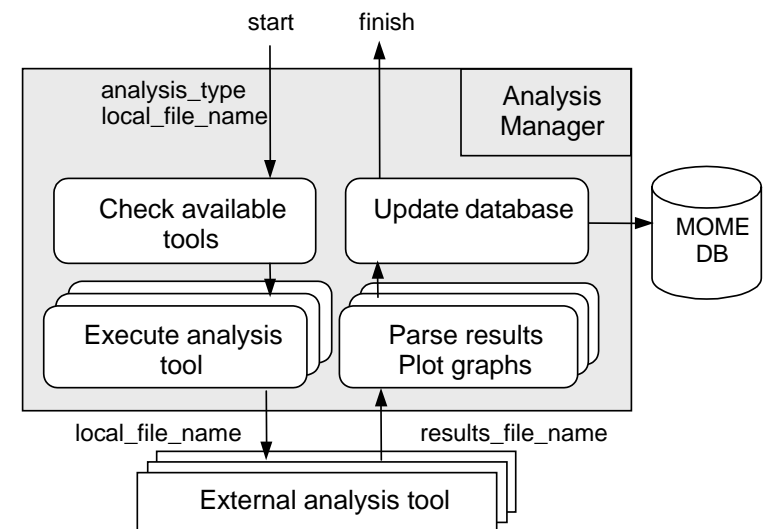 start
finish
analysis_type
local_file_name
Analysis
Manager
Check available
tools
Update database
MOME
DB
Execute analysis
tool
Parse results
Plot graphs
local_file_name
results_file_name
External analysis tool